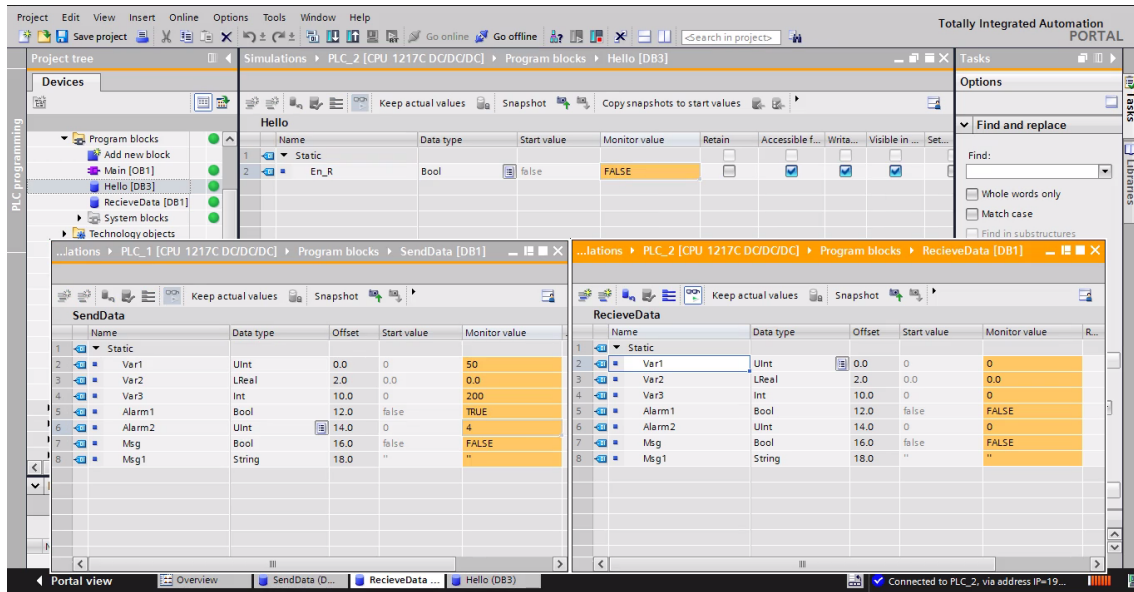 Project Edit View Insert Online Options Tools Window Help
Totally Integrated Automation
PORTAL
Save project Go online Go offline <Search in project>
Project tree
Simulations PLC_2 [CPU 1217C DC/DC/DC] Program blocks Hello [DB3]
Tasks
Devices
Options
Keep actual values Snapshot Copy snapshots to start values
Find and replace
Hello
Name Data type Start value Monitor value Retain Accessible f... Writa... Visible in ... Set...
1 Static
2 En_R Bool false FALSE
Program blocks
Add new block
Main [OB1]
Hello [DB3]
RecieveData [DB1]
System blocks
Technology objects
PLC programming
Find:
Whole words only
Match case
Find in substructures
Tasks
Libraries
...lations PLC_1 [CPU 1217C DC/DC/DC] Program blocks SendData [DB1]
Keep actual values Snapshot
SendData
Name Data type Offset Start value Monitor value
1 Static
2 Var1 UInt 0.0 0 50
3 Var2 LReal 2.0 0.0 0.0
4 Var3 Int 10.0 0 200
5 Alarm1 Bool 12.0 false TRUE
6 Alarm2 UInt 14.0 0 4
7 Msg Bool 16.0 false FALSE
8 Msg1 String 18.0 '' ''
...lations PLC_2 [CPU 1217C DC/DC/DC] Program blocks RecieveData [DB1]
Keep actual values Snapshot
RecieveData
Name Data type Offset Start value Monitor value R...
1 Static
2 Var1 UInt 0.0 0 0
3 Var2 LReal 2.0 0.0 0.0
4 Var3 Int 10.0 0 0
5 Alarm1 Bool 12.0 false FALSE
6 Alarm2 UInt 14.0 0 0
7 Msg Bool 16.0 false FALSE
8 Msg1 String 18.0 '' ''
Portal view Overview SendData (D... RecieveData ... Hello (DB3) Connected to PLC_2, via address IP=19...